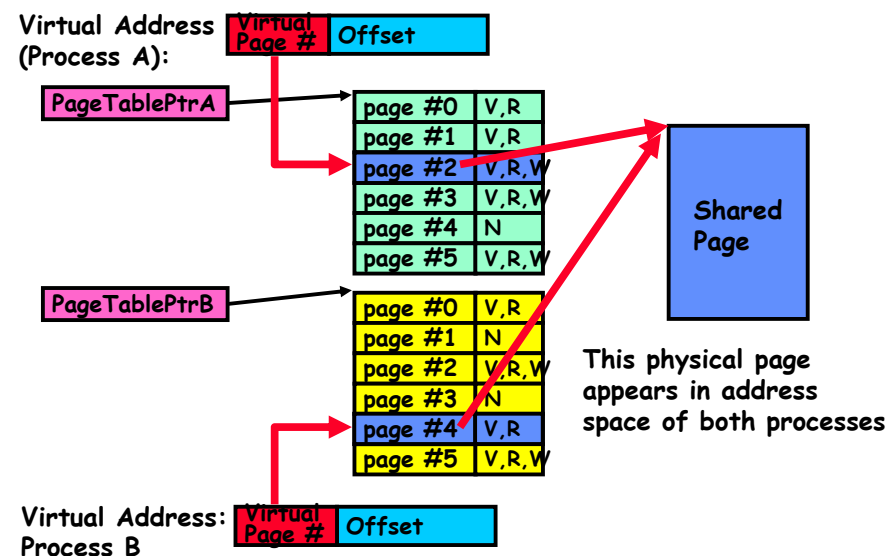 Virtual Address
(Process A):
Virtual
Page #
Offset
PageTablePtrA
page #0 V,R
page #1 V,R
page #2 V,R,W
page #3 V,R,W
page #4 N
page #5 V,R,W
Shared
Page
PageTablePtrB
page #0 V,R
page #1 N
page #2 V,R,W
page #3 N
page #4 V,R
page #5 V,R,W
This physical page
appears in address
space of both processes
Virtual Address:
Process B
Virtual
Page #
Offset